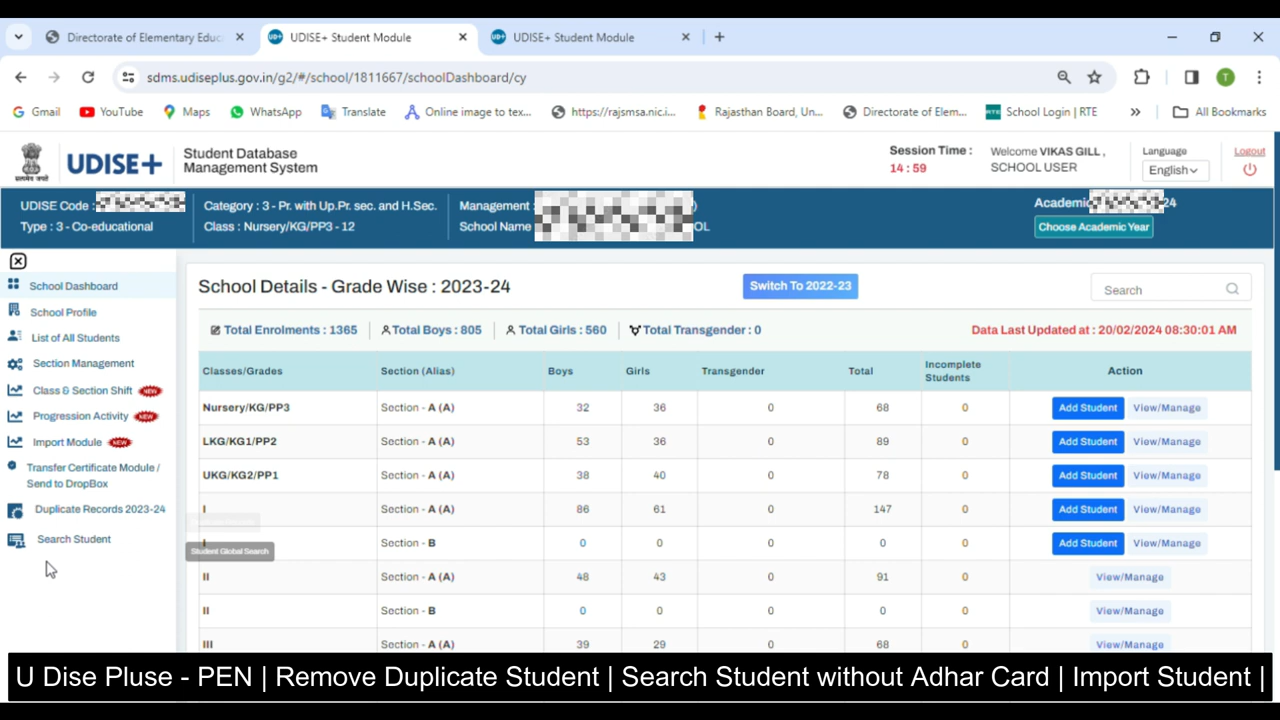 Directorate of Elementary Educ
UDISE+ Student Module
UDISE+ Student Module
sdms.udiseplus.gov.in/g2/#/school/1811667/schoolDashboard/cy
T
Gmail
YouTube
Maps
WhatsApp
Translate
Online image to tex...
https://rajsmsa.nic.i...
Rajasthan Board, Un...
Directorate of Elem...
School Login | RTE
»
All Bookmarks
UDISE+
Student Database
Management System
Session Time :
14 : 59
Welcome VIKAS GILL ,
SCHOOL USER
Language
English
Logout
UDISE Code :
Type : 3 - Co-educational
Category : 3 - Pr. with Up.Pr. sec. and H.Sec.
Class : Nursery/KG/PP3 - 12
Management :
)
School Name
OL
Academic
24
Choose Academic Year
School Dashboard
School Profile
List of All Students
Section Management
Class & Section Shift NEW
Progression Activity NEW
Import Module NEW
Transfer Certificate Module /
Send to DropBox
Duplicate Records 2023-24
Search Student
Student Global Search
School Details - Grade Wise : 2023-24
Switch To 2022-23
Search
Total Enrolments : 1365
Total Boys : 805
Total Girls : 560
Total Transgender : 0
Data Last Updated at : 20/02/2024 08:30:01 AM
Classes/Grades Section (Alias) Boys Girls Transgender Total Incomplete Students Action
Nursery/KG/PP3 Section - A (A) 32 36 0 68 0 Add Student View/Manage
LKG/KG1/PP2 Section - A (A) 53 36 0 89 0 Add Student View/Manage
UKG/KG2/PP1 Section - A (A) 38 40 0 78 0 Add Student View/Manage
I Section - A (A) 86 61 0 147 0 Add Student View/Manage
I Section - B 0 0 0 0 0 Add Student View/Manage
II Section - A (A) 48 43 0 91 0 View/Manage
II Section - B 0 0 0 0 0 View/Manage
III Section - A (A) 39 29 0 68 0 View/Manage
U Dise Pluse - PEN | Remove Duplicate Student | Search Student without Adhar Card | Import Student |